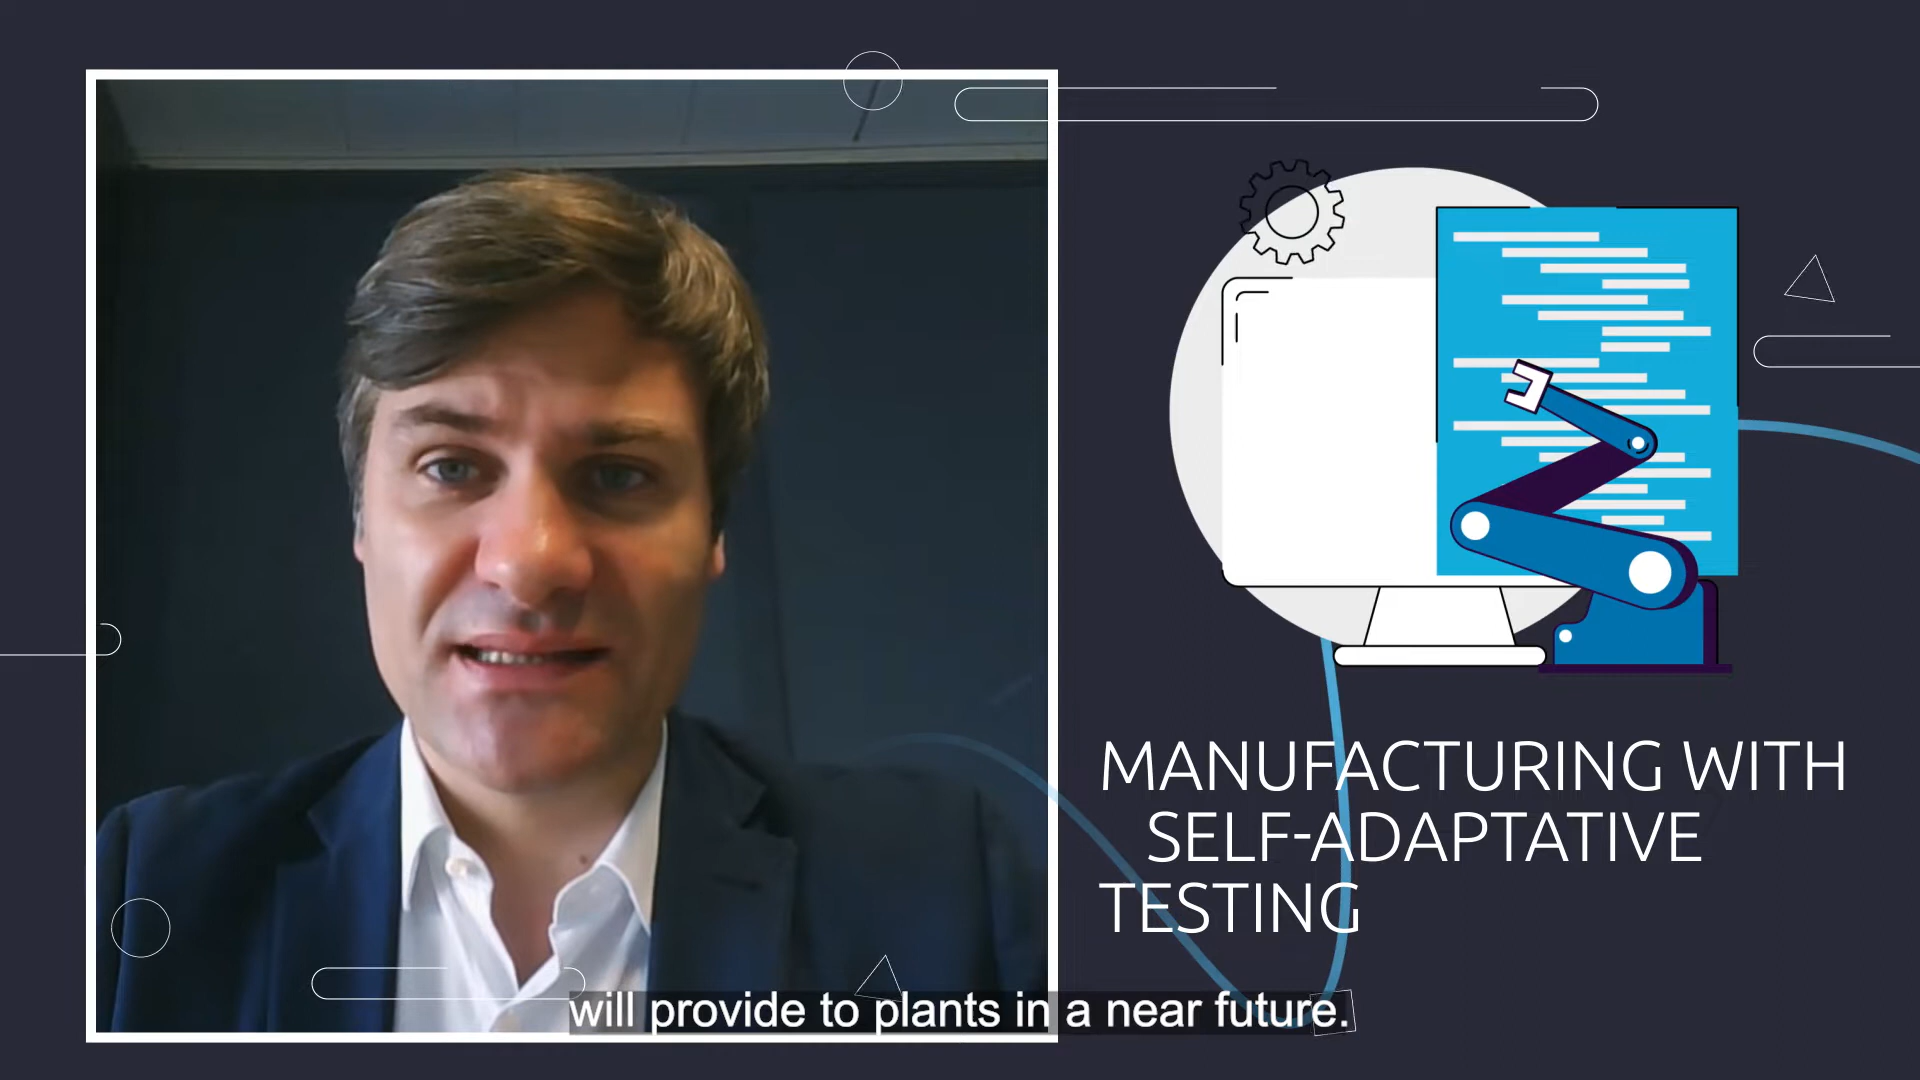 MANUFACTURING WITH
SELF-ADAPTATIVE
TESTING
will provide to plants in a near future.